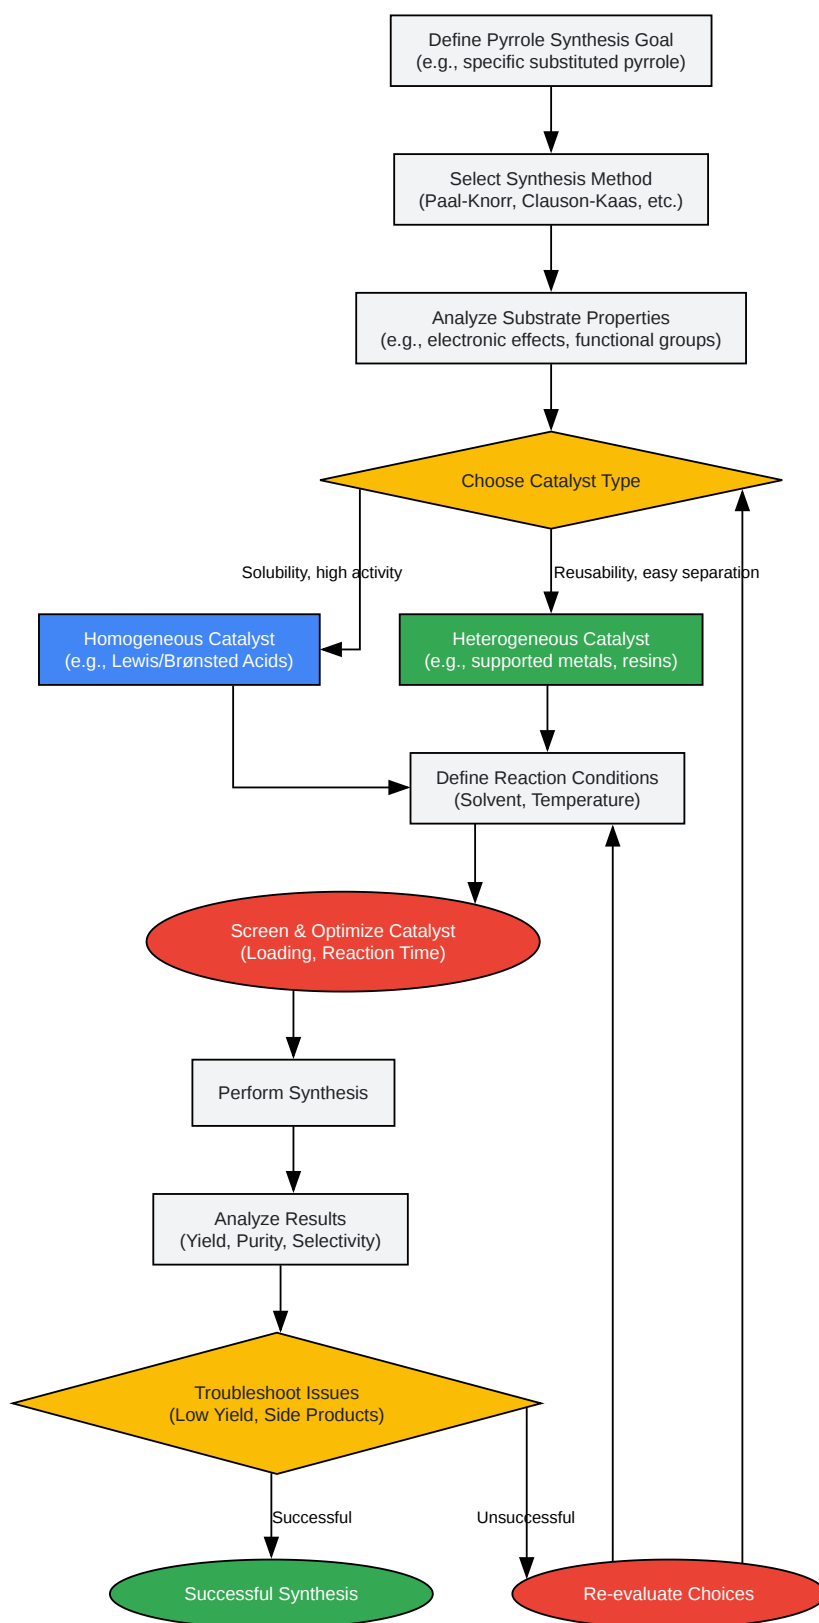 Define Pyrrole Synthesis Goal
(e.g., specific substituted pyrrole)
Select Synthesis Method
(Paal-Knorr, Clauson-Kaas, etc.)
Analyze Substrate Properties
(e.g., electronic effects, functional groups)
Choose Catalyst Type
Solubility, high activity
Reusability, easy separation
Homogeneous Catalyst
(e.g., Lewis/Brønsted Acids)
Heterogeneous Catalyst
(e.g., supported metals, resins)
Define Reaction Conditions
(Solvent, Temperature)
Screen & Optimize Catalyst
(Loading, Reaction Time)
Perform Synthesis
Analyze Results
(Yield, Purity, Selectivity)
Troubleshoot Issues
(Low Yield, Side Products)
Successful
Unsuccessful
Successful Synthesis
Re-evaluate Choices